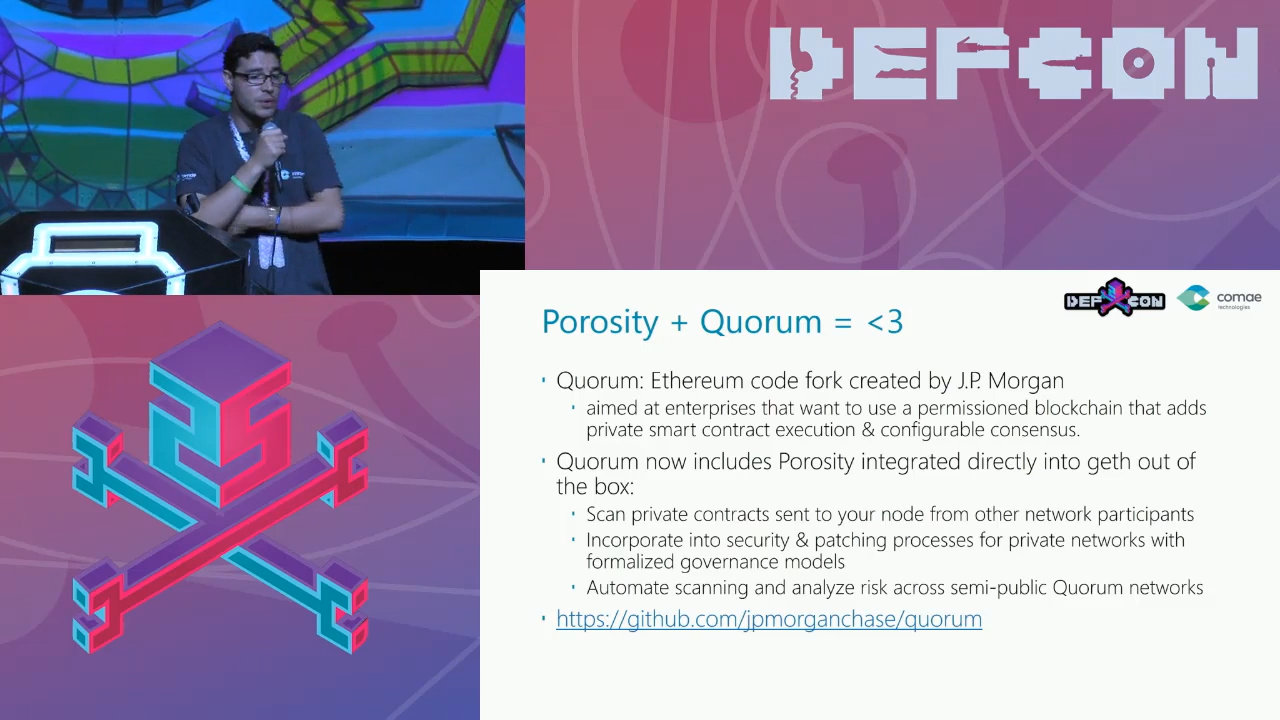 DEFCON
DEF CON
comae
technologies
Porosity + Quorum = <3
Quorum: Ethereum code fork created by J.P. Morgan
aimed at enterprises that want to use a permissioned blockchain that adds
private smart contract execution & configurable consensus.
Quorum now includes Porosity integrated directly into geth out of
the box:
Scan private contracts sent to your node from other network participants
Incorporate into security & patching processes for private networks with
formalized governance models
Automate scanning and analyze risk across semi-public Quorum networks
https://github.com/jpmorganchase/quorum